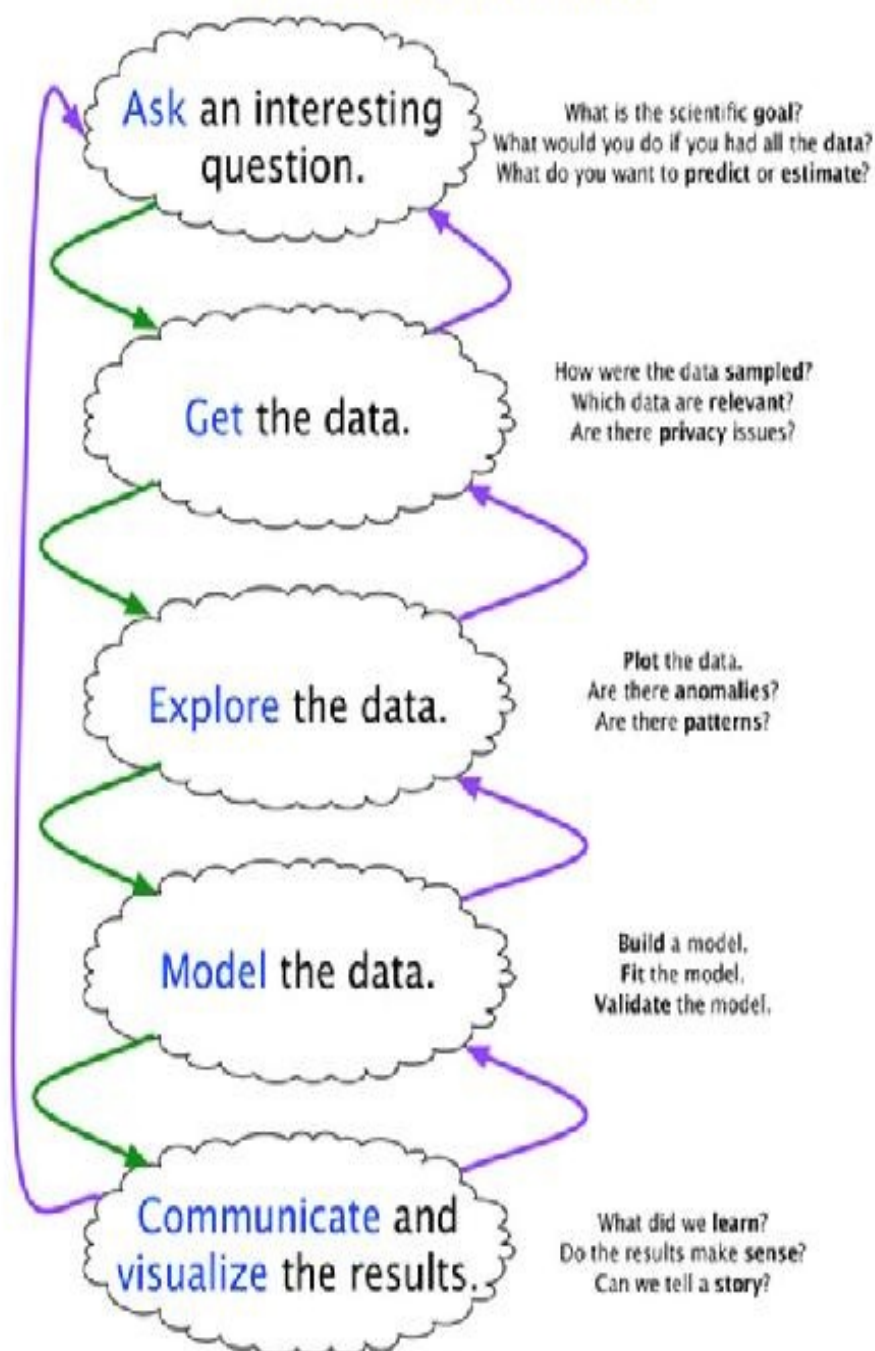 Ask an interesting
question.
What is the scientific goal?
What would you do if you had all the data?
What do you want to predict or estimate?
Get the data.
How were the data sampled?
Which data are relevant?
Are there privacy issues?
Explore the data.
Plot the data.
Are there anomalies?
Are there patterns?
Model the data.
Build a model.
Fit the model.
Validate the model.
Communicate and
visualize the results.
What did we learn?
Do the results make sense?
Can we tell a story?